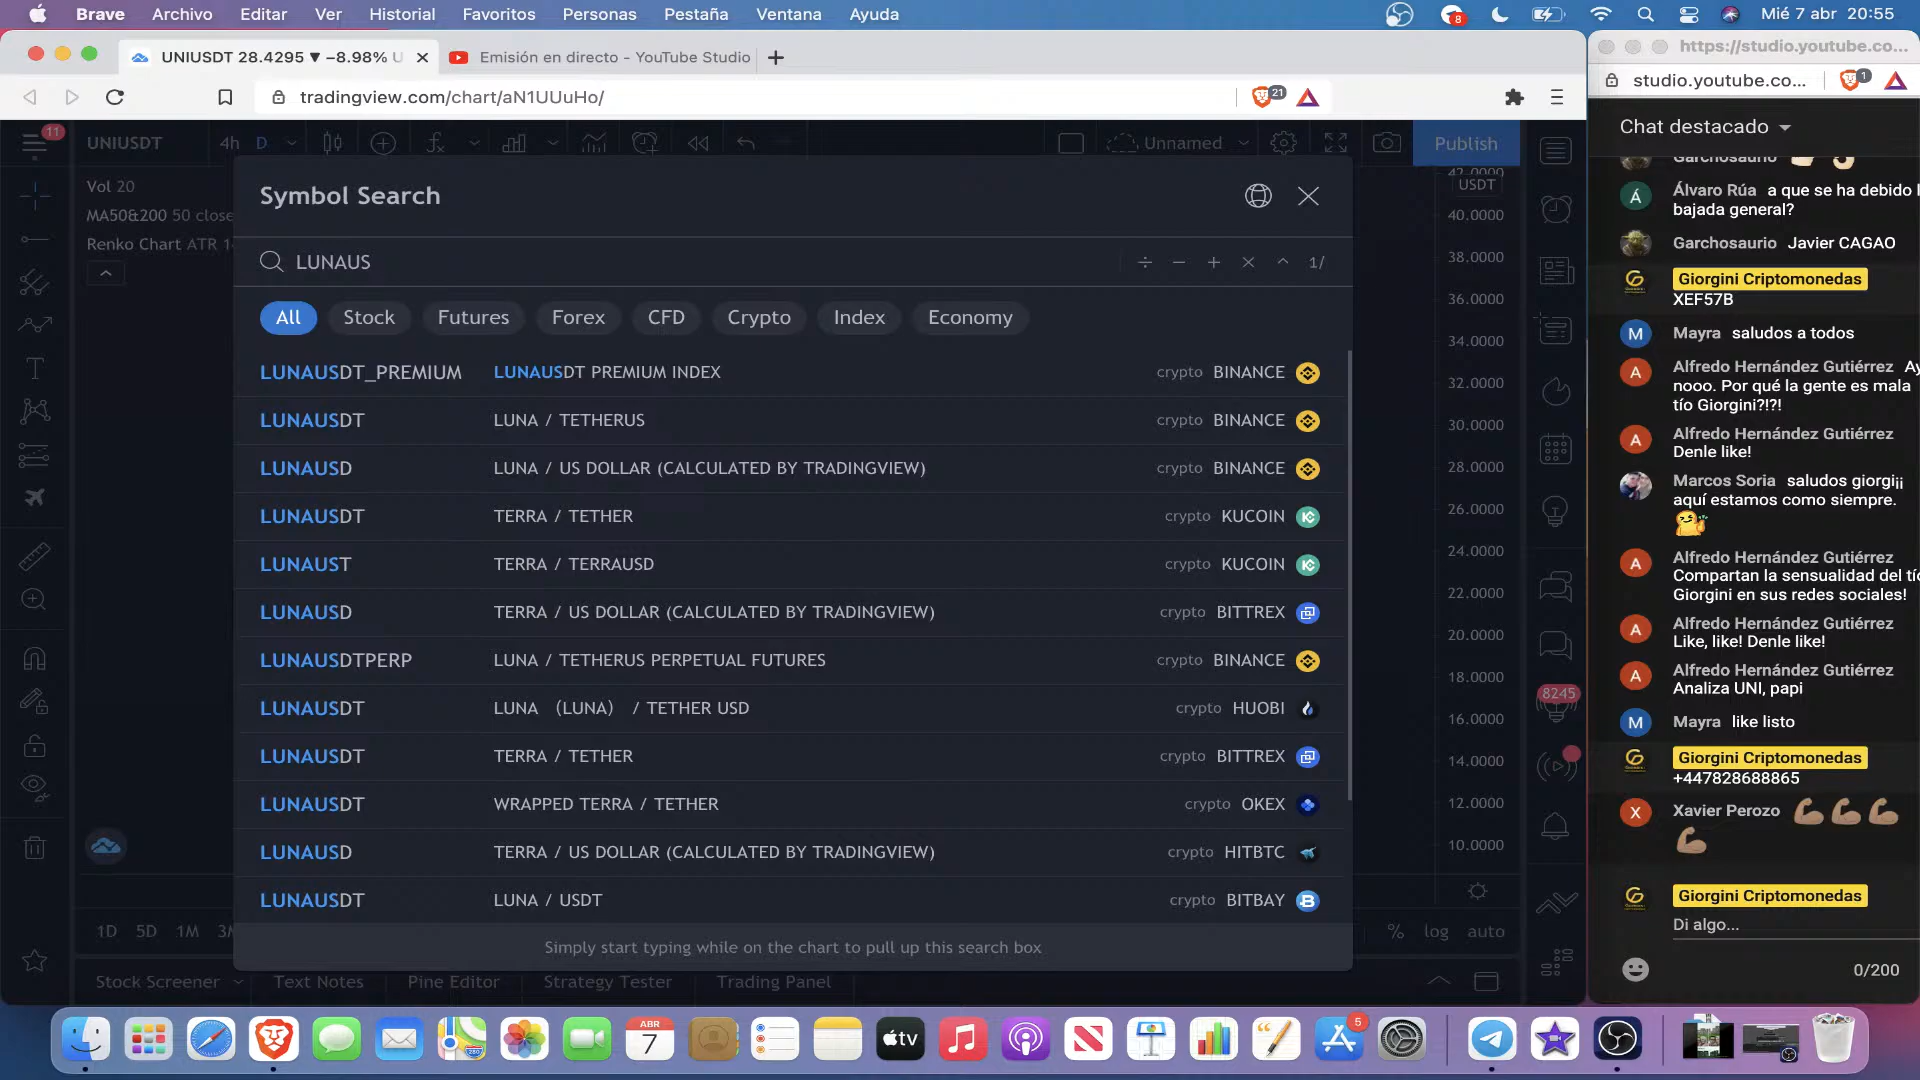 Brave Archivo Editar Ver Historial Favoritos Personas Pestaña Ventana Ayuda
8
Mié 7 abr 20:55
UNIUSDT 28.4295 ▼ −8.98% U
Emisión en directo - YouTube Studio
tradingview.com/chart/aN1UUuHo/
21
11
UNIUSDT 4h D
Unnamed
Publish
Vol 20
MA50&200 50 close
Renko Chart ATR 1
Symbol Search
LUNAUS
÷ − + × ^ 1/
All Stock Futures Forex CFD Crypto Index Economy
LUNAUSDT_PREMIUM LUNAUSDT PREMIUM INDEX crypto BINANCE
LUNAUSDT LUNA / TETHERUS crypto BINANCE
LUNAUSD LUNA / US DOLLAR (CALCULATED BY TRADINGVIEW) crypto BINANCE
LUNAUSDT TERRA / TETHER crypto KUCOIN
LUNAUST TERRA / TERRAUSD crypto KUCOIN
LUNAUSD TERRA / US DOLLAR (CALCULATED BY TRADINGVIEW) crypto BITTREX
LUNAUSDTPERP LUNA / TETHERUS PERPETUAL FUTURES crypto BINANCE
LUNAUSDT LUNA (LUNA) / TETHER USD crypto HUOBI
LUNAUSDT TERRA / TETHER crypto BITTREX
LUNAUSDT WRAPPED TERRA / TETHER crypto OKEX
LUNAUSD TERRA / US DOLLAR (CALCULATED BY TRADINGVIEW) crypto HITBTC
LUNAUSDT LUNA / USDT crypto BITBAY
Simply start typing while on the chart to pull up this search box
42.0000
USDT
40.0000
38.0000
36.0000
34.0000
32.0000
30.0000
28.0000
26.0000
24.0000
22.0000
20.0000
18.0000
16.0000
14.0000
12.0000
10.0000
8245
1D 5D 1M 3M
% log auto
Stock Screener Text Notes Pine Editor Strategy Tester Trading Panel
https://studio.youtube.co...
studio.youtube.co...
1
Chat destacado
Garchosaurio
Álvaro Rúa a que se ha debido l
bajada general?
Garchosaurio Javier CAGAO
Giorgini Criptomonedas
XEF57B
Mayra saludos a todos
Alfredo Hernández Gutiérrez Ay
nooo. Por qué la gente es mala
tío Giorgini?!?!
Alfredo Hernández Gutiérrez
Denle like!
Marcos Soria saludos giorgi¡¡
aquí estamos como siempre.
Alfredo Hernández Gutiérrez
Compartan la sensualidad del tío
Giorgini en sus redes sociales!
Alfredo Hernández Gutiérrez
Like, like! Denle like!
Alfredo Hernández Gutiérrez
Analiza UNI, papi
Mayra like listo
Giorgini Criptomonedas
+447828688865
Xavier Perozo
Giorgini Criptomonedas
Di algo...
0/200
ABR
7
280
tv
5